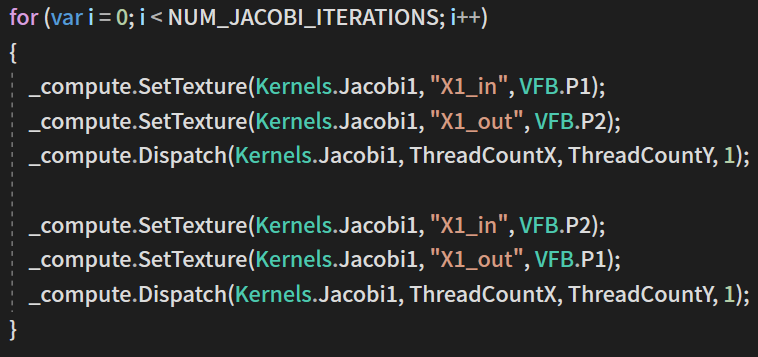 for (var i = 0; i < NUM_JACOBI_ITERATIONS; i++)
{
_compute.SetTexture(Kernels.Jacobi1, "X1_in", VFB.P1);
_compute.SetTexture(Kernels.Jacobi1, "X1_out", VFB.P2);
_compute.Dispatch(Kernels.Jacobi1, ThreadCountX, ThreadCountY, 1);
_compute.SetTexture(Kernels.Jacobi1, "X1_in", VFB.P2);
_compute.SetTexture(Kernels.Jacobi1, "X1_out", VFB.P1);
_compute.Dispatch(Kernels.Jacobi1, ThreadCountX, ThreadCountY, 1);
}